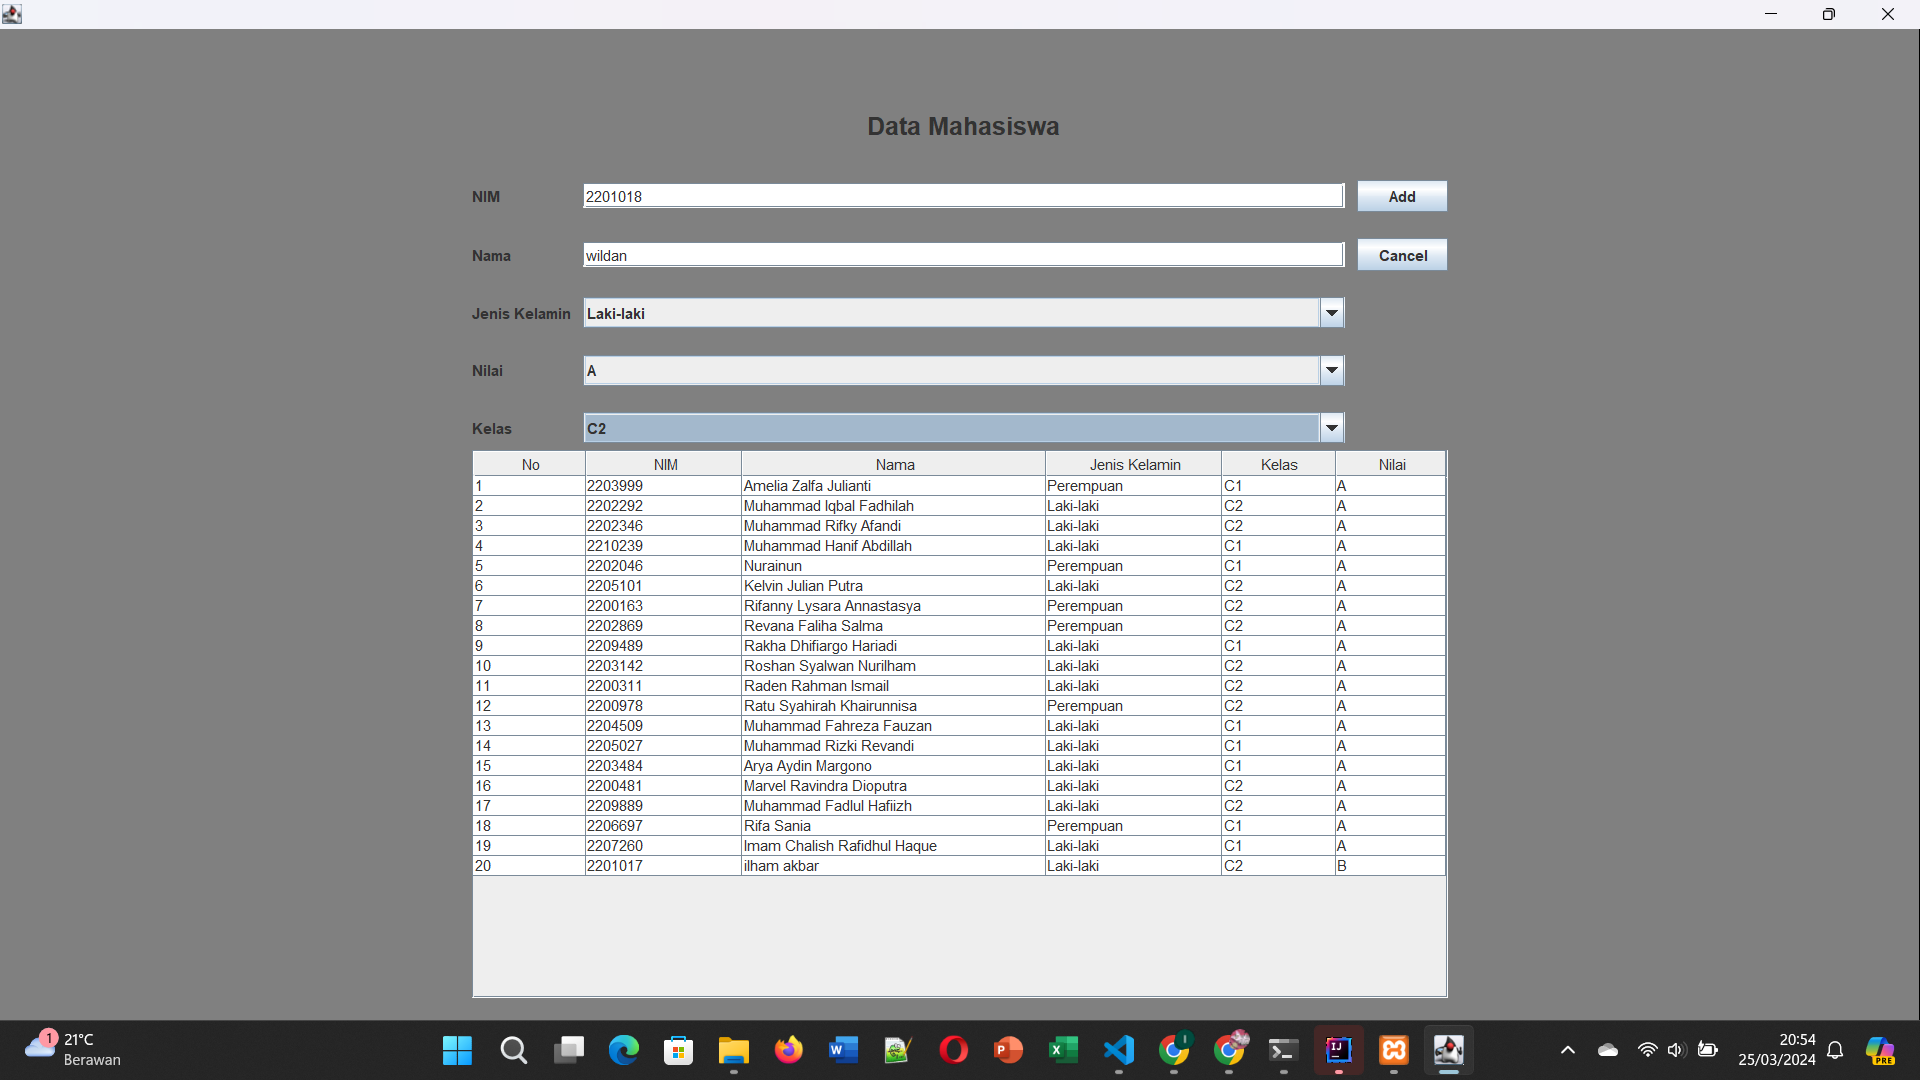 Data Mahasiswa
NIM 2201018 Add
Nama wildan Cancel
Jenis Kelamin Laki-laki
Nilai A
Kelas C2
No NIM Nama Jenis Kelamin Kelas Nilai
1 2203999 Amelia Zalfa Julianti Perempuan C1 A
2 2202292 Muhammad Iqbal Fadhilah Laki-laki C2 A
3 2202346 Muhammad Rifky Afandi Laki-laki C2 A
4 2210239 Muhammad Hanif Abdillah Laki-laki C1 A
5 2202046 Nurainun Perempuan C1 A
6 2205101 Kelvin Julian Putra Laki-laki C2 A
7 2200163 Rifanny Lysara Annastasya Perempuan C2 A
8 2202869 Revana Faliha Salma Perempuan C2 A
9 2209489 Rakha Dhifiargo Hariadi Laki-laki C1 A
10 2203142 Roshan Syalwan Nurilham Laki-laki C2 A
11 2200311 Raden Rahman Ismail Laki-laki C2 A
12 2200978 Ratu Syahirah Khairunnisa Perempuan C2 A
13 2204509 Muhammad Fahreza Fauzan Laki-laki C1 A
14 2205027 Muhammad Rizki Revandi Laki-laki C1 A
15 2203484 Arya Aydin Margono Laki-laki C1 A
16 2200481 Marvel Ravindra Dioputra Laki-laki C2 A
17 2209889 Muhammad Fadlul Hafiizh Laki-laki C2 A
18 2206697 Rifa Sania Perempuan C1 A
19 2207260 Imam Chalish Rafidhul Haque Laki-laki C1 A
20 2201017 ilham akbar Laki-laki C2 B
1 21°C
Berawan
20:54
25/03/2024
PRE